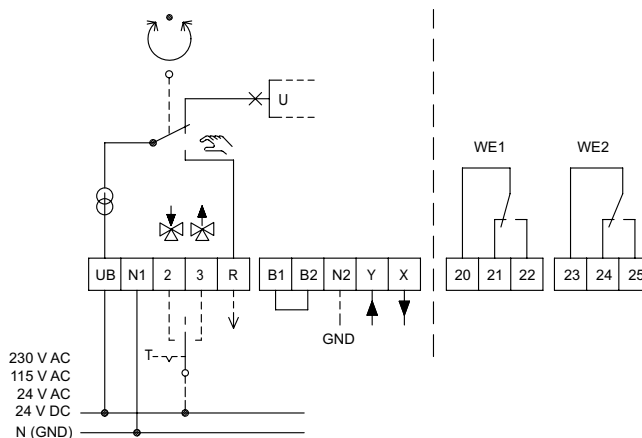 U
WE1
WE2
UB N1 2 3 R B1 B2 N2 Y X 20 21 22 23 24 25
GND
T
230 V AC
115 V AC
24 V AC
24 V DC
N (GND)